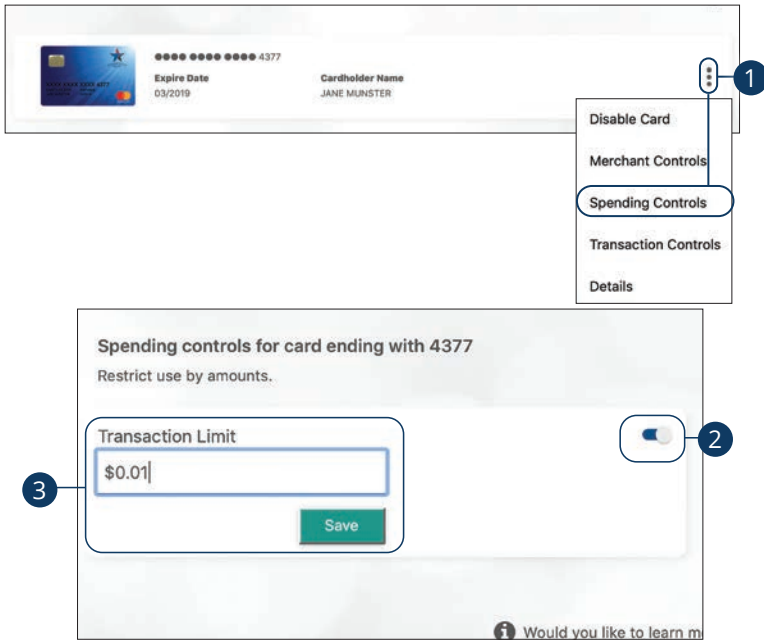 ●●●● ●●●● ●●●● 4377
Expire Date
Cardholder Name
03/2019
JANE MUNSTER
1
Disable Card
Merchant Controls
Spending Controls
Transaction Controls
Details
Spending controls for card ending with 4377
Restrict use by amounts.
Transaction Limit
2
$0.01
3
Save
Would you like to learn m